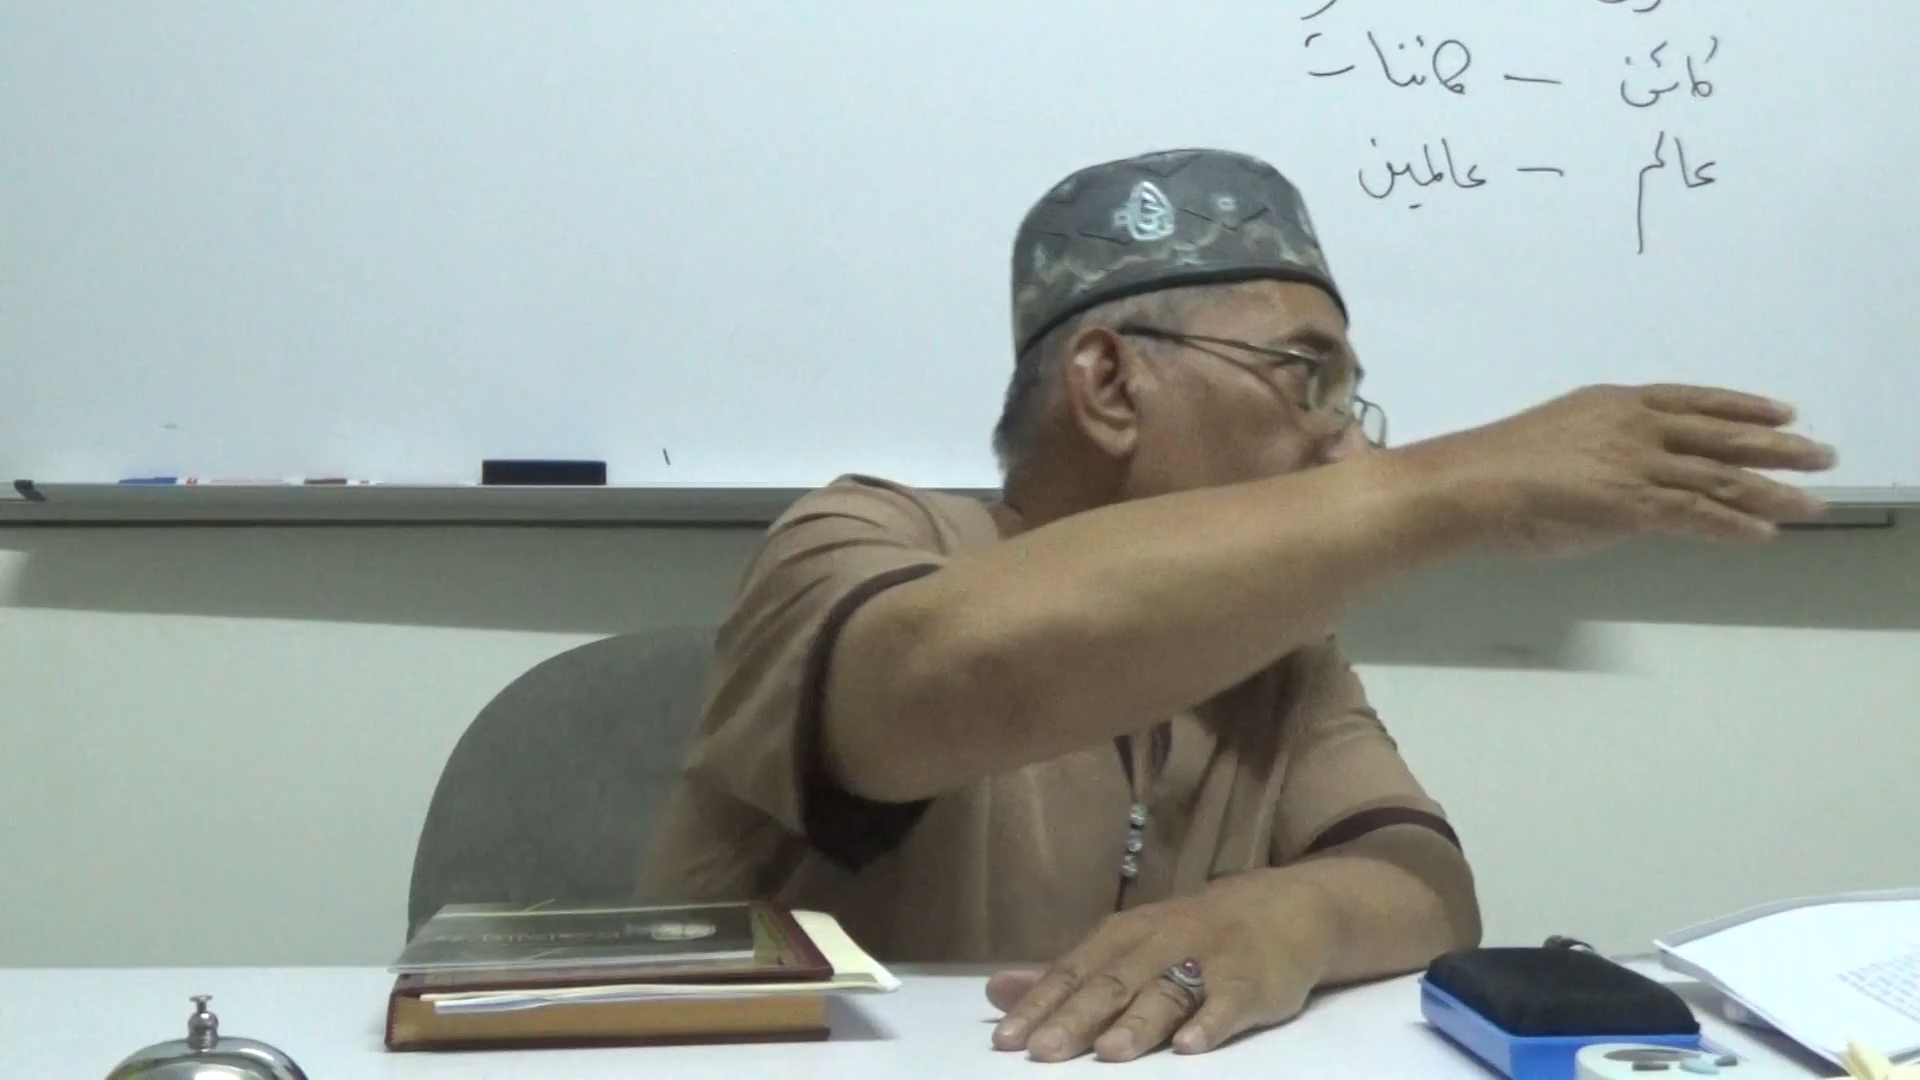 كائن – كائنات
عالم – عالمين